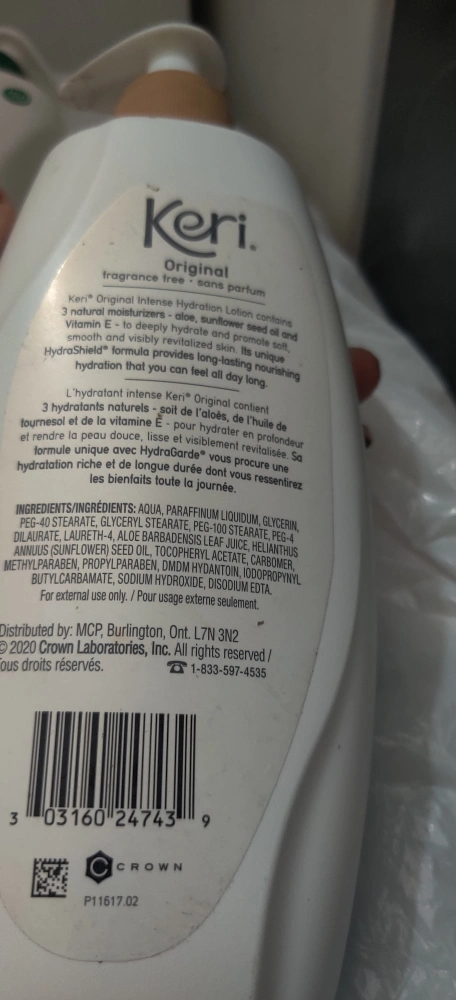 Keri®
Original
fragrance free • sans parfum
Keri® Original Intense Hydration Lotion contains
3 natural moisturizers - aloe, sunflower seed oil and
Vitamin E - to deeply hydrate and promote soft,
smooth and visibly revitalized skin. Its unique
HydraShield® formula provides long-lasting nourishing
hydration that you can feel all day long.
L'hydratant intense Keri® Original contient
3 hydratants naturels - soit de l'aloès, de l'huile de
tournesol et de la vitamine E - pour hydrater en profondeur
et rendre la peau douce, lisse et visiblement revitalisée. Sa
formule unique avec HydraGarde® vous procure une
hydratation riche et de longue durée dont vous ressentirez
les bienfaits toute la journée.
INGREDIENTS/INGRÉDIENTS: AQUA, PARAFFINUM LIQUIDUM, GLYCERIN,
PEG-40 STEARATE, GLYCERYL STEARATE, PEG-100 STEARATE, PEG-4
DILAURATE, LAURETH-4, ALOE BARBADENSIS LEAF JUICE, HELIANTHUS
ANNUUS (SUNFLOWER) SEED OIL, TOCOPHERYL ACETATE, CARBOMER,
METHYLPARABEN, PROPYLPARABEN, DMDM HYDANTOIN, IODOPROPYNYL
BUTYLCARBAMATE, SODIUM HYDROXIDE, DISODIUM EDTA.
For external use only. / Pour usage externe seulement.
Distributed by: MCP, Burlington, Ont. L7N 3N2
© 2020 Crown Laboratories, Inc. All rights reserved /
Tous droits réservés. ☎ 1-833-597-4535
3 03160 24743 9
CROWN
P11617.02